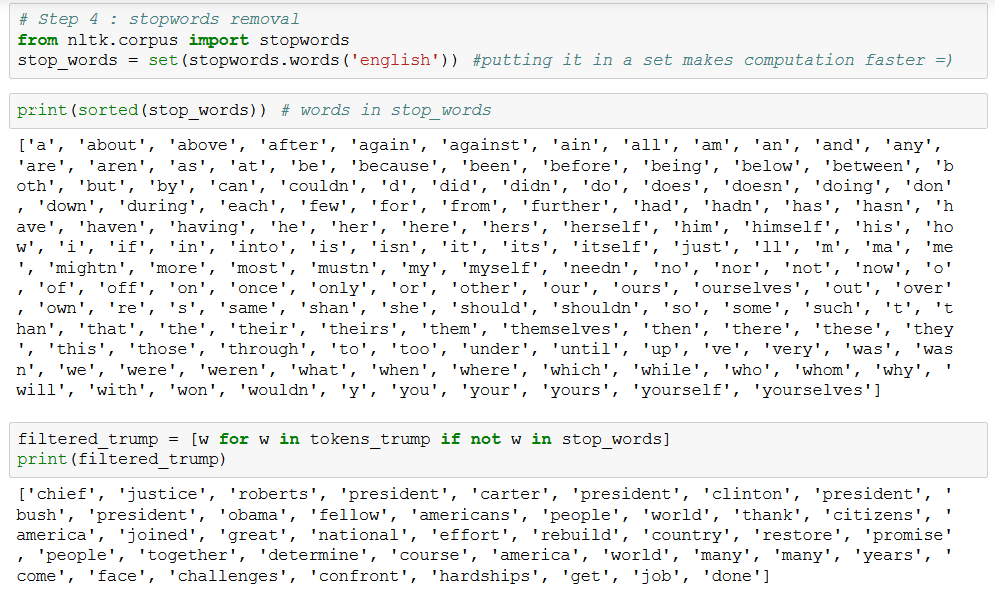 # Step 4 : stopwords removal
from nltk.corpus import stopwords
stop_words = set(stopwords.words('english')) #putting it in a set makes computation faster =)
print(sorted(stop_words)) # words in stop_words
['a', 'about', 'above', 'after', 'again', 'against', 'ain', 'all', 'am', 'an', 'and', 'any',
'are', 'aren', 'as', 'at', 'be', 'because', 'been', 'before', 'being', 'below', 'between', 'b
oth', 'but', 'by', 'can', 'couldn', 'd', 'did', 'didn', 'do', 'does', 'doesn', 'doing', 'don'
, 'down', 'during', 'each', 'few', 'for', 'from', 'further', 'had', 'hadn', 'has', 'hasn', 'h
ave', 'haven', 'having', 'he', 'her', 'here', 'hers', 'herself', 'him', 'himself', 'his', 'ho
w', 'i', 'if', 'in', 'into', 'is', 'isn', 'it', 'its', 'itself', 'just', 'll', 'm', 'ma', 'me
', 'mightn', 'more', 'most', 'mustn', 'my', 'myself', 'needn', 'no', 'nor', 'not', 'now', 'o'
, 'of', 'off', 'on', 'once', 'only', 'or', 'other', 'our', 'ours', 'ourselves', 'out', 'over'
, 'own', 're', 's', 'same', 'shan', 'she', 'should', 'shouldn', 'so', 'some', 'such', 't', 't
han', 'that', 'the', 'their', 'theirs', 'them', 'themselves', 'then', 'there', 'these', 'they
', 'this', 'those', 'through', 'to', 'too', 'under', 'until', 'up', 've', 'very', 'was', 'was
n', 'we', 'were', 'weren', 'what', 'when', 'where', 'which', 'while', 'who', 'whom', 'why', '
will', 'with', 'won', 'wouldn', 'y', 'you', 'your', 'yours', 'yourself', 'yourselves']
filtered_trump = [w for w in tokens_trump if not w in stop_words]
print(filtered_trump)
['chief', 'justice', 'roberts', 'president', 'carter', 'president', 'clinton', 'president', '
bush', 'president', 'obama', 'fellow', 'americans', 'people', 'world', 'thank', 'citizens', '
america', 'joined', 'great', 'national', 'effort', 'rebuild', 'country', 'restore', 'promise'
, 'people', 'together', 'determine', 'course', 'america', 'world', 'many', 'many', 'years', '
come', 'face', 'challenges', 'confront', 'hardships', 'get', 'job', 'done']